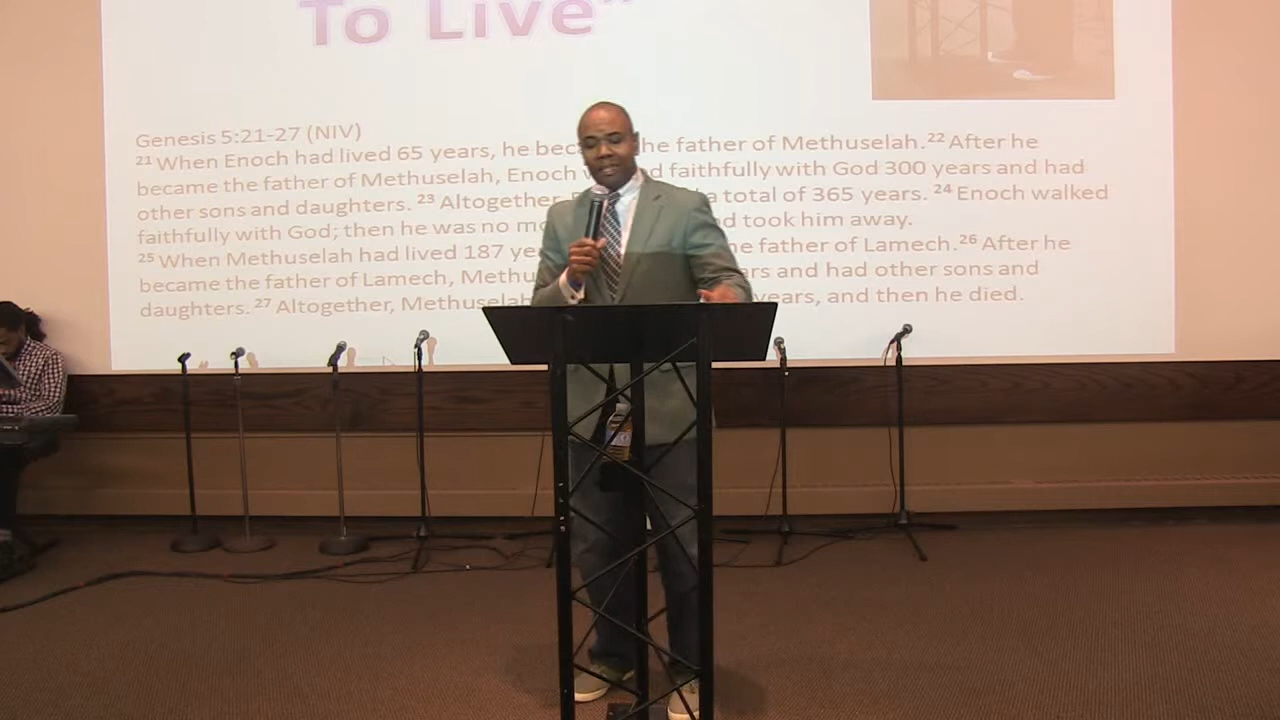 To Live"
Genesis 5:21-27 (NIV)
21 When Enoch had lived 65 years, he bec he father of Methuselah. 22 After he
became the father of Methuselah, Enoch d faithfully with God 300 years and had
other sons and daughters. 23 Altogether, a total of 365 years. 24 Enoch walked
faithfully with God; then he was no mo d took him away.
25 When Methuselah had lived 187 ye he father of Lamech. 26 After he
became the father of Lamech, Methu ars and had other sons and
daughters. 27 Altogether, Methuselah years, and then he died.